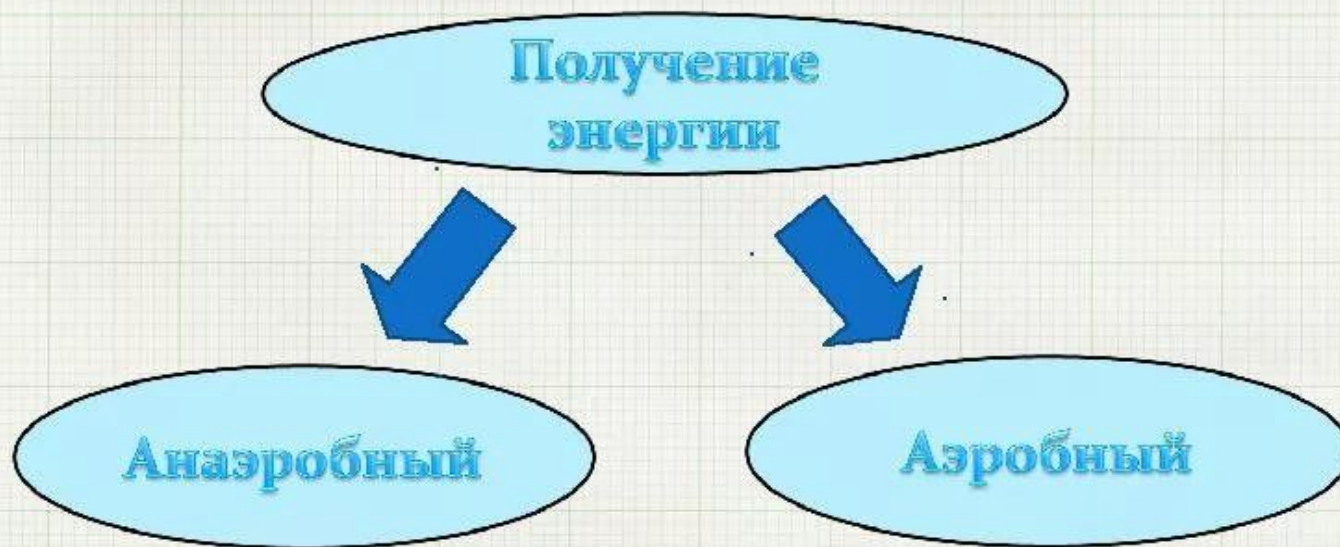 Получение
энергии
Анаэробный
Аэробный